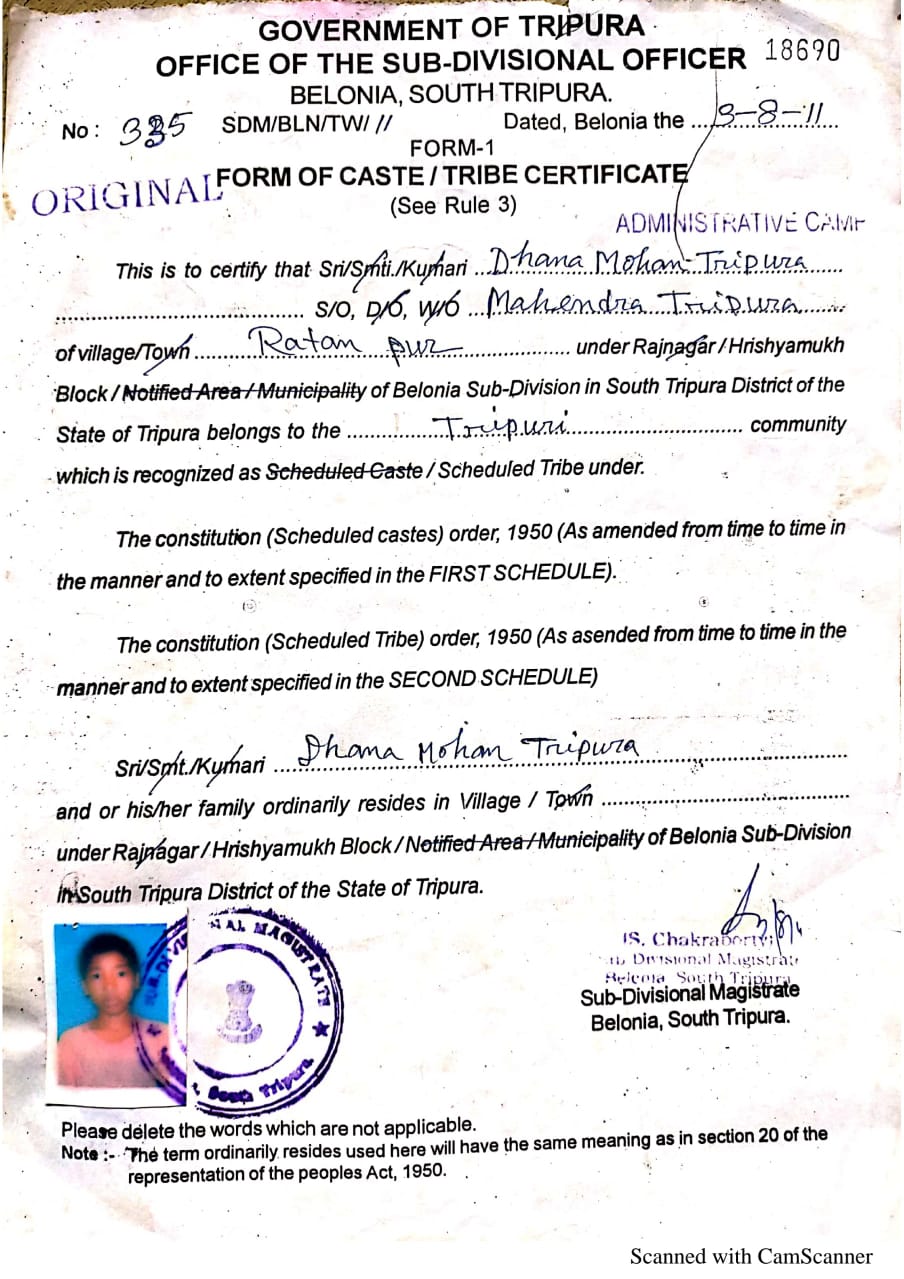 GOVERNMENT OF TRIPURA
OFFICE OF THE SUB-DIVISIONAL OFFICER 18690
BELONIA, SOUTH TRIPURA.
No : 335 SDM/BLN/TW/ // Dated, Belonia the ...3-8-11...
FORM-1
ORIGINAL FORM OF CASTE / TRIBE CERTIFICATE
(See Rule 3)
ADMINISTRATIVE CAMP
This is to certify that Sri/Smti./Kumari ..Dhana Mohan Tripura......
..................................... S/O, D/O, W/O ...Mahendra Tripura........
of village/Town.........Ratan pur...................... under Rajnagar / Hrishyamukh
Block / Notified Area / Municipality of Belonia Sub-Division in South Tripura District of the
State of Tripura belongs to the ................Tripuri............................. community
which is recognized as Scheduled Caste / Scheduled Tribe under.
The constitution (Scheduled castes) order, 1950 (As amended from time to time in
the manner and to extent specified in the FIRST SCHEDULE).
The constitution (Scheduled Tribe) order, 1950 (As asended from time to time in the
manner and to extent specified in the SECOND SCHEDULE)
Sri/Smt./Kumari ....Dhana Mohan Tripura..............................
and or his/her family ordinarily resides in Village / Town .........................................
under Rajnagar / Hrishyamukh Block / Notified Area / Municipality of Belonia Sub-Division
in South Tripura District of the State of Tripura.
S. Chakraborty
Divisional Magistrate
Belonia South Tripura
Sub-Divisional Magistrate
Belonia, South Tripura.
MAGISTRATE
South Tripura
Please delete the words which are not applicable.
Note :- The term ordinarily resides used here will have the same meaning as in section 20 of the
representation of the peoples Act, 1950.
Scanned with CamScanner